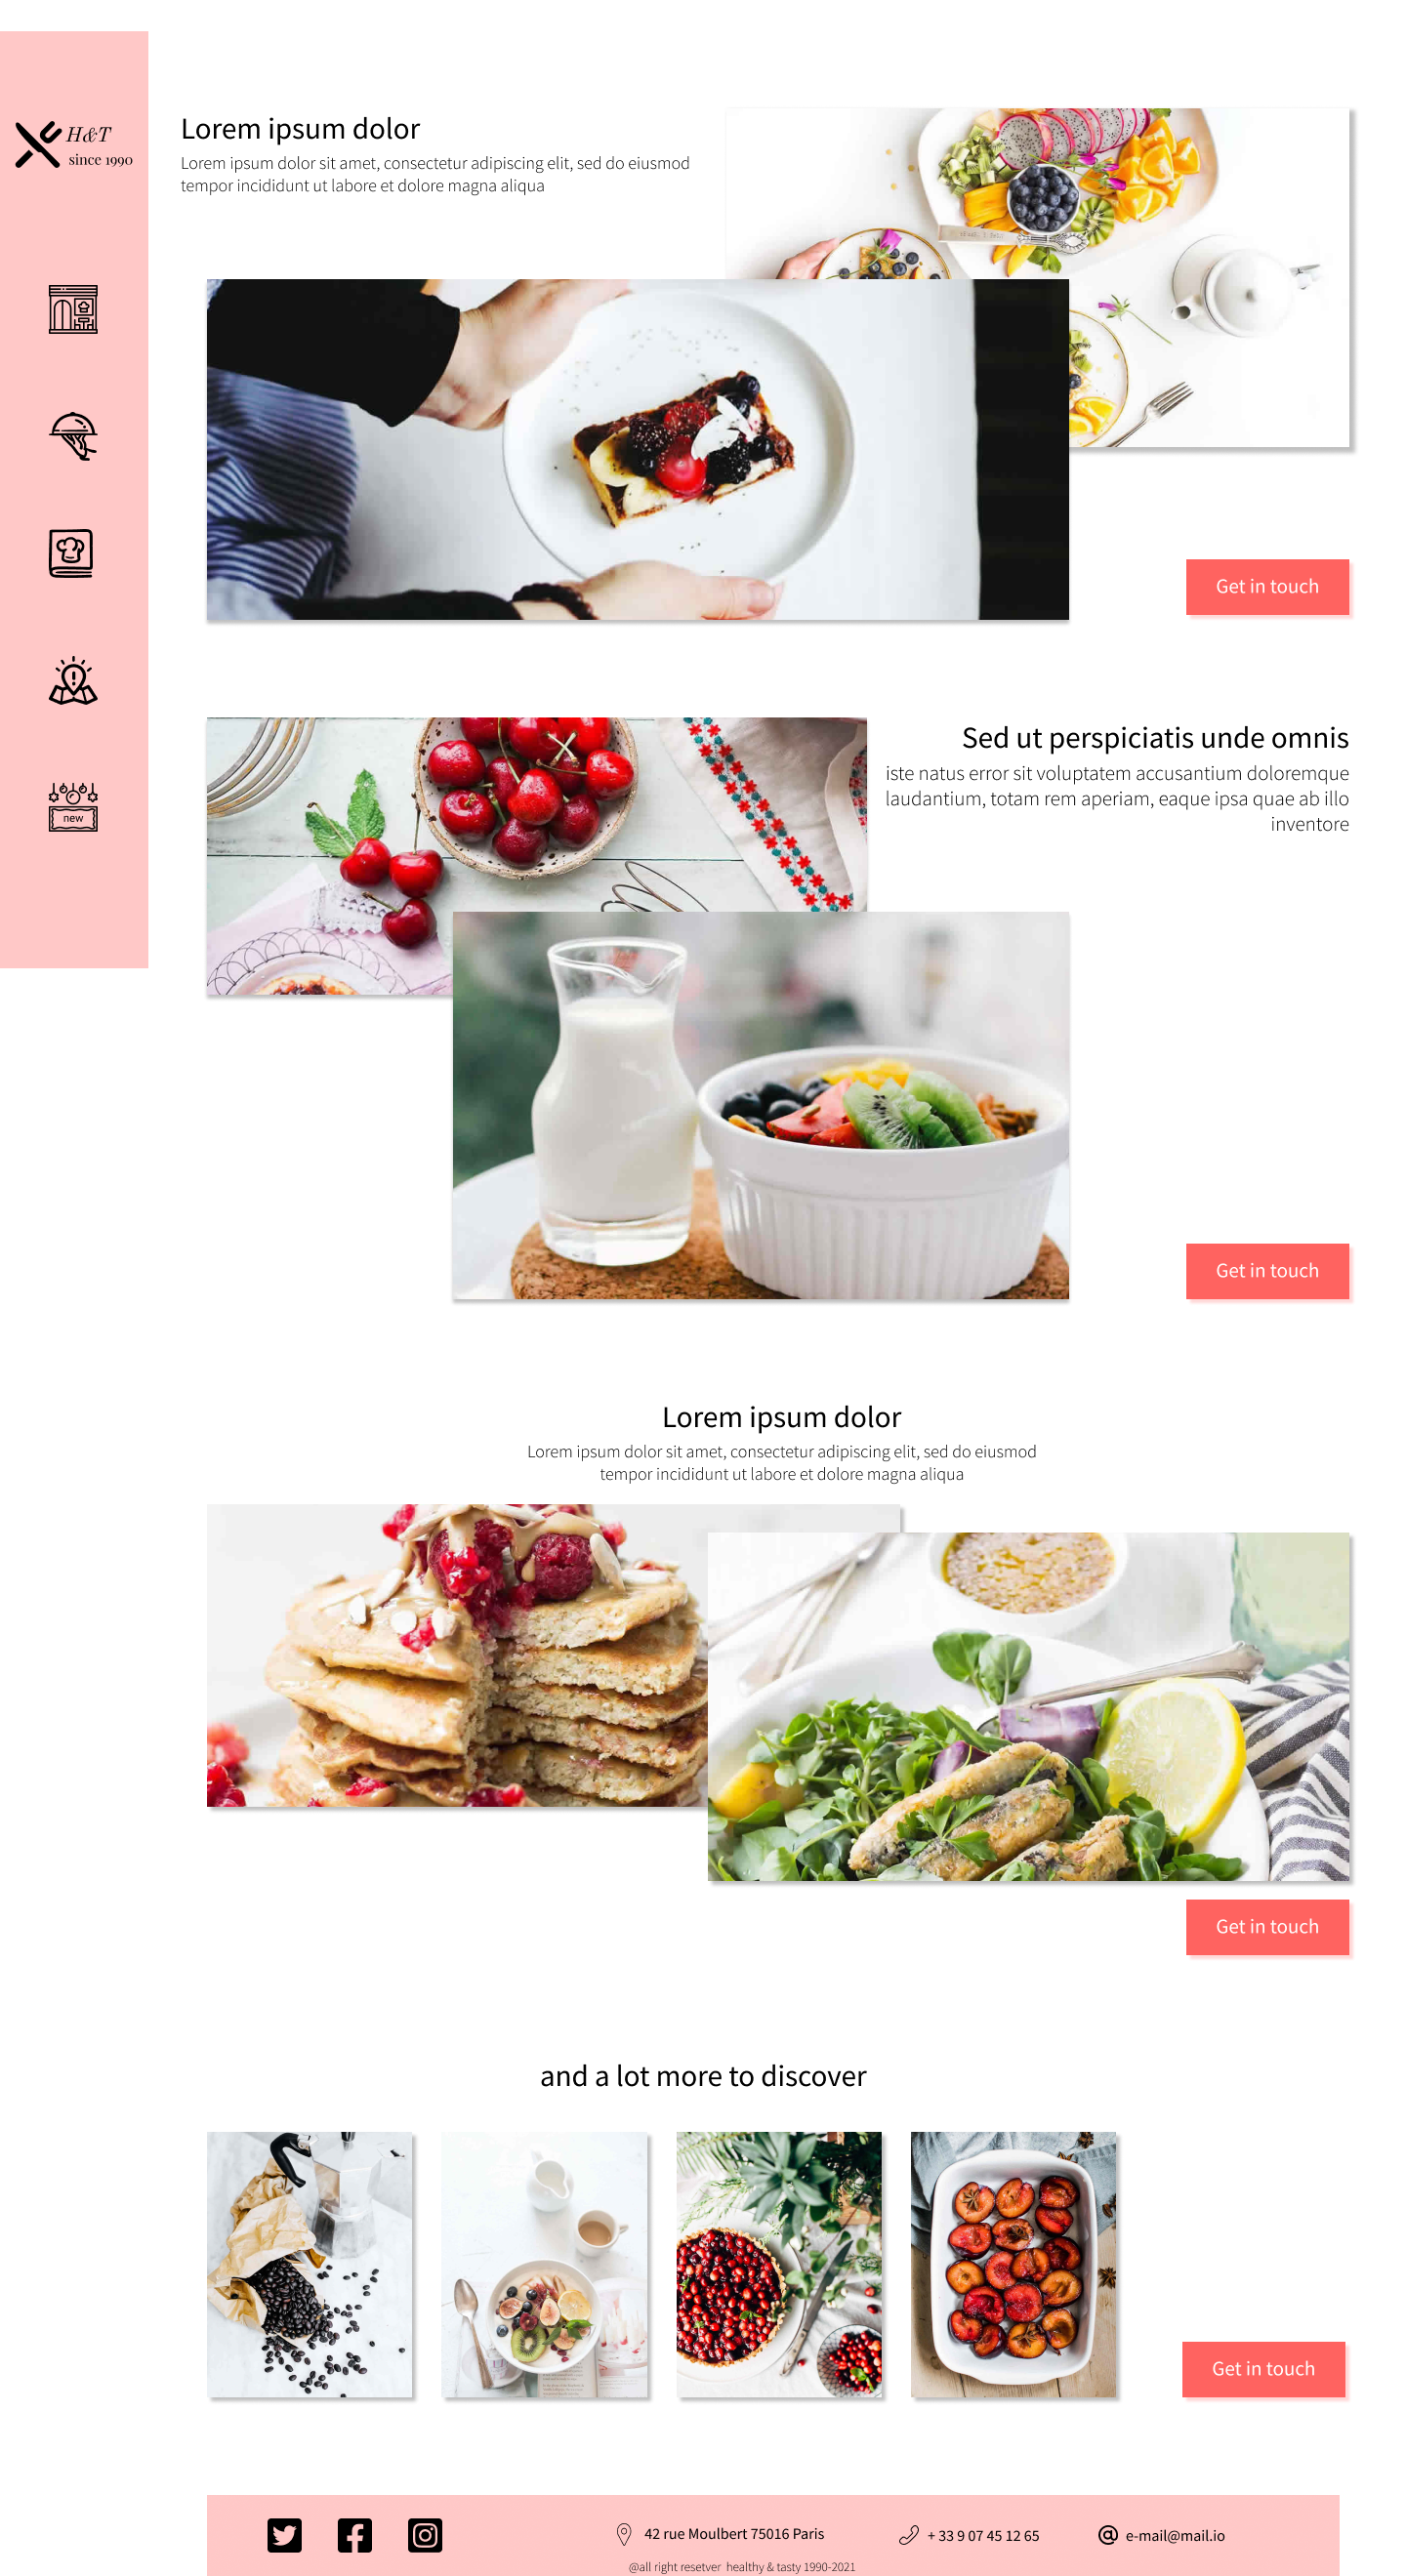 H&T
since 1990
new
Lorem ipsum dolor
Lorem ipsum dolor sit amet, consectetur adipiscing elit, sed do eiusmod
tempor incididunt ut labore et dolore magna aliqua
Get in touch
Sed ut perspiciatis unde omnis
iste natus error sit voluptatem accusantium doloremque
laudantium, totam rem aperiam, eaque ipsa quae ab illo
inventore
Get in touch
Lorem ipsum dolor
Lorem ipsum dolor sit amet, consectetur adipiscing elit, sed do eiusmod
tempor incididunt ut labore et dolore magna aliqua
Get in touch
and a lot more to discover
Get in touch
42 rue Moulbert 75016 Paris
+ 33 9 07 45 12 65
e-mail@mail.io
@all right resetver healthy & tasty 1990-2021